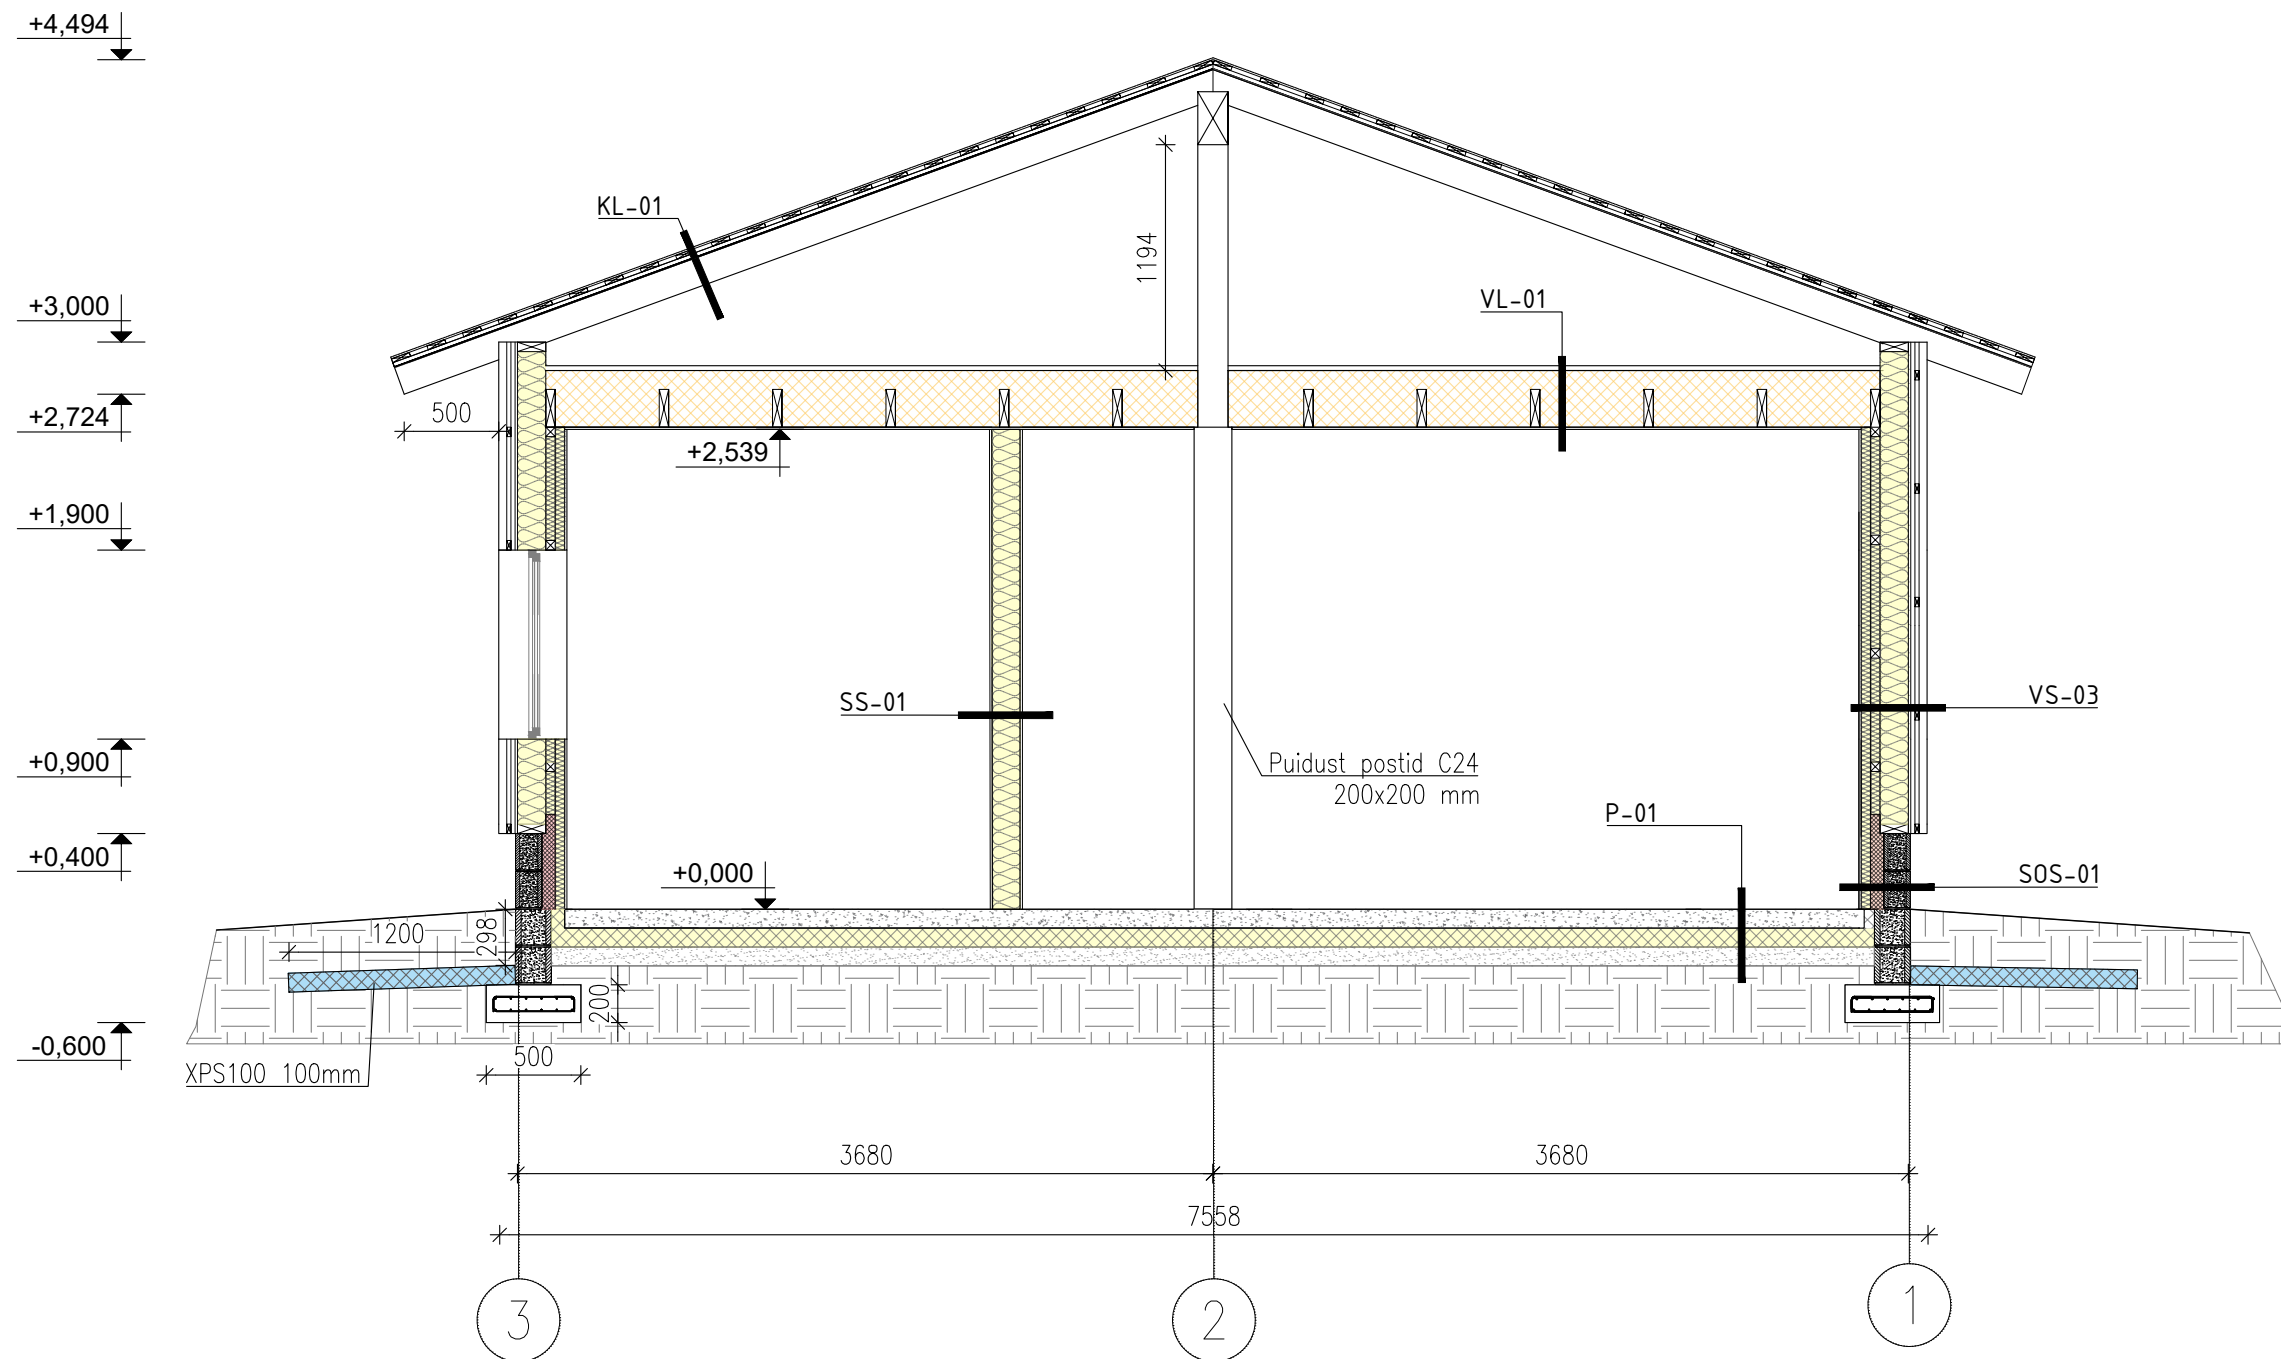 +4,494
KL-01
1194
+3,000
VL-01
+2,724
500
+2,539
+1,900
SS-01
VS-03
+0,900
Puidust postid C24
200x200 mm
P-01
+0,400
+0,000
SOS-01
1200
298
200
-0,600
500
XPS100 100mm
3680
3680
7558
3
2
1